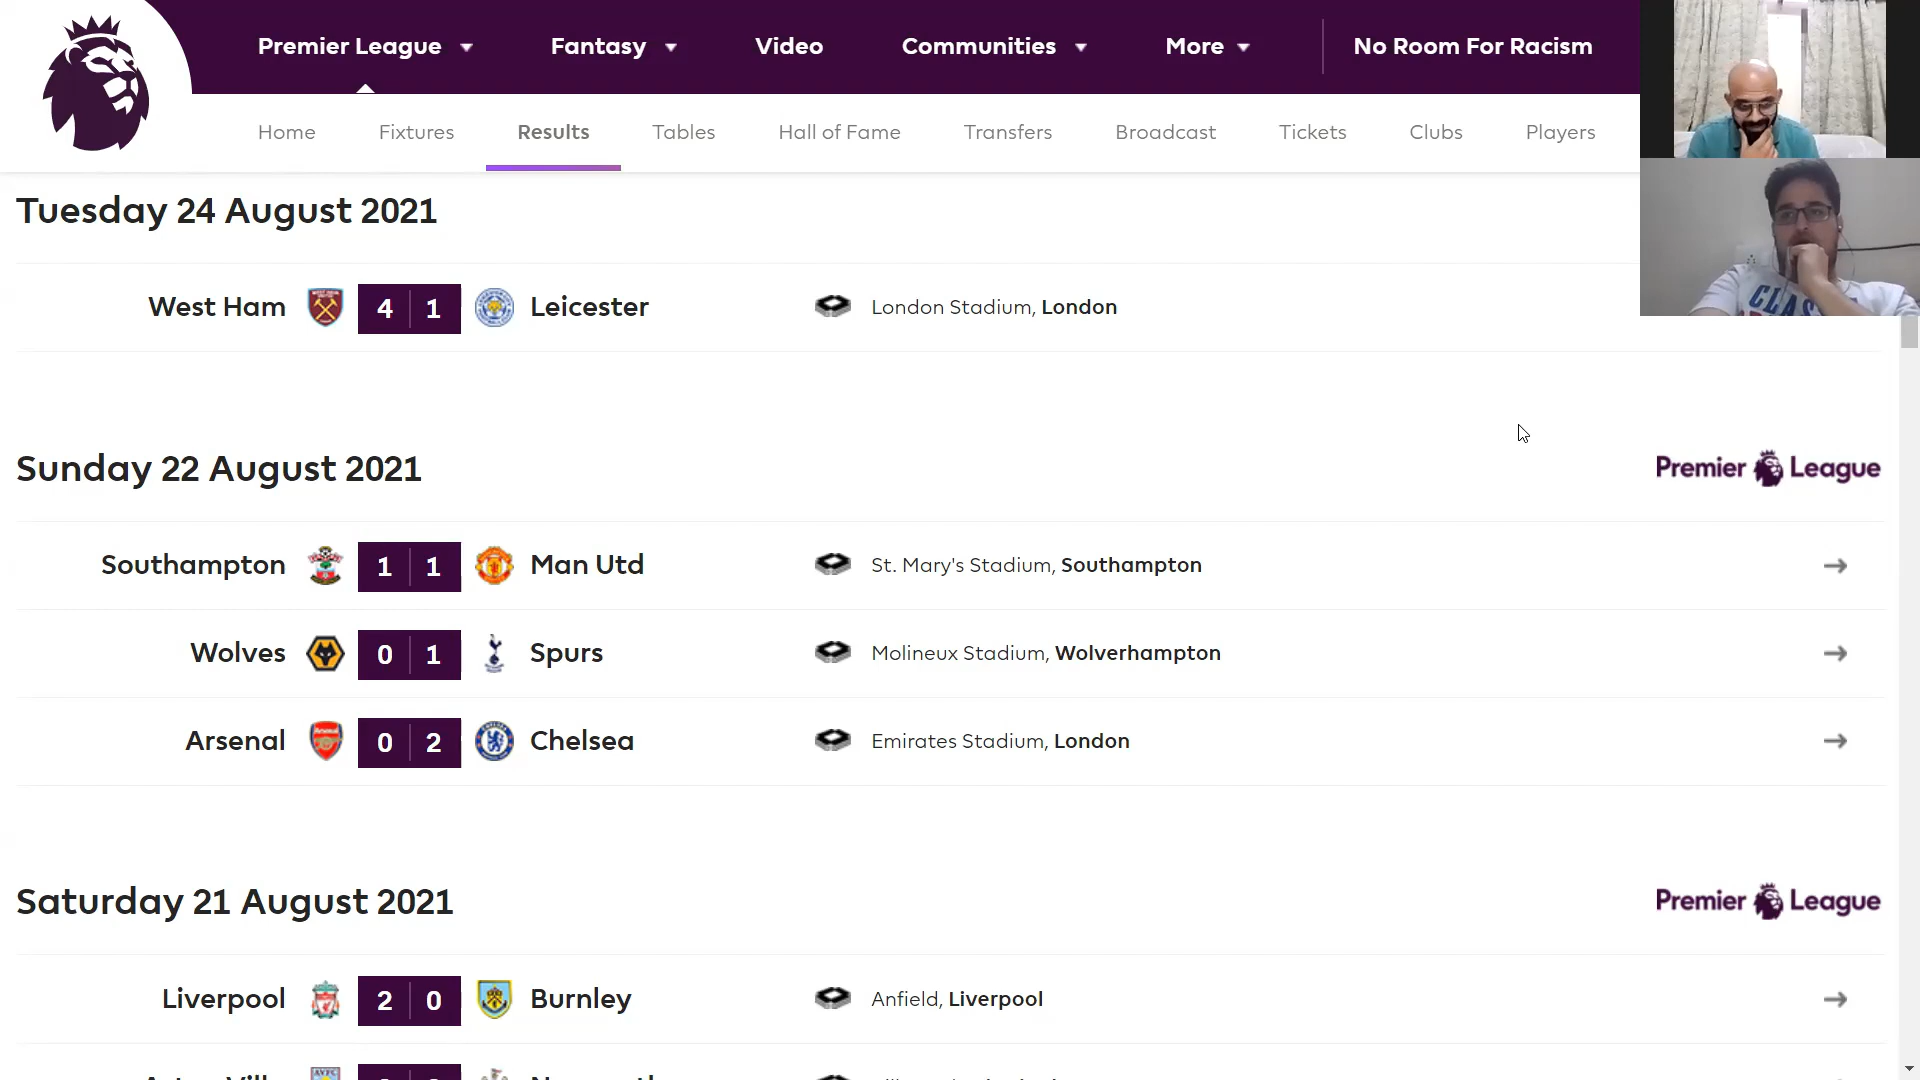 Premier League Fantasy Video Communities More No Room For Racism
Home Fixtures Results Tables Hall of Fame Transfers Broadcast Tickets Clubs Players
Tuesday 24 August 2021
West Ham 4 1 Leicester London Stadium, London
Sunday 22 August 2021 Premier League
Southampton 1 1 Man Utd St. Mary's Stadium, Southampton
Wolves 0 1 Spurs Molineux Stadium, Wolverhampton
Arsenal 0 2 Chelsea Emirates Stadium, London
Saturday 21 August 2021 Premier League
Liverpool 2 0 Burnley Anfield, Liverpool